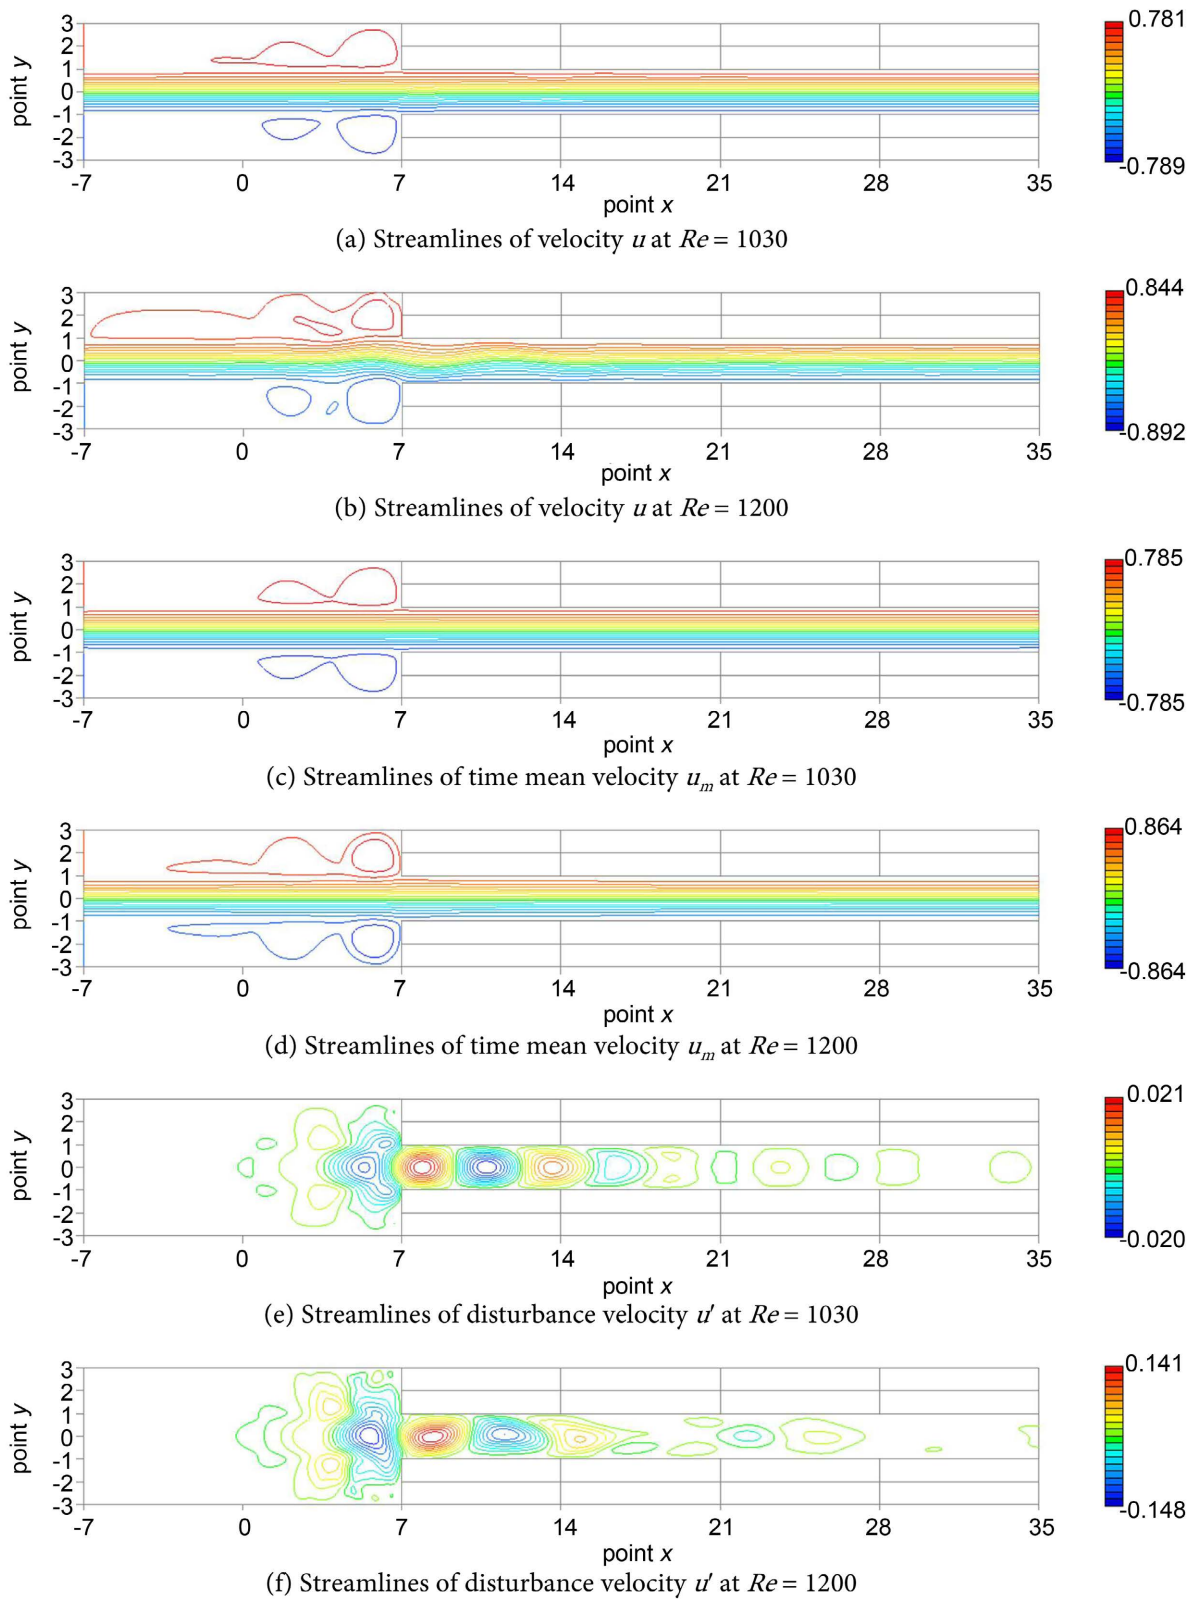 3
2
1
0
-1
-2
-3
point y
-7 0 7 14 21 28 35
point x
0.781
-0.789
(a) Streamlines of velocity u at Re = 1030
3
2
1
0
-1
-2
-3
point y
-7 0 7 14 21 28 35
point x
0.844
-0.892
(b) Streamlines of velocity u at Re = 1200
3
2
1
0
-1
-2
-3
point y
-7 0 7 14 21 28 35
point x
0.785
-0.785
(c) Streamlines of time mean velocity um at Re = 1030
3
2
1
0
-1
-2
-3
point y
-7 0 7 14 21 28 35
point x
0.864
-0.864
(d) Streamlines of time mean velocity um at Re = 1200
3
2
1
0
-1
-2
-3
point y
-7 0 7 14 21 28 35
point x
0.021
-0.020
(e) Streamlines of disturbance velocity u′ at Re = 1030
3
2
1
0
-1
-2
-3
point y
-7 0 7 14 21 28 35
point x
0.141
-0.148
(f) Streamlines of disturbance velocity u′ at Re = 1200